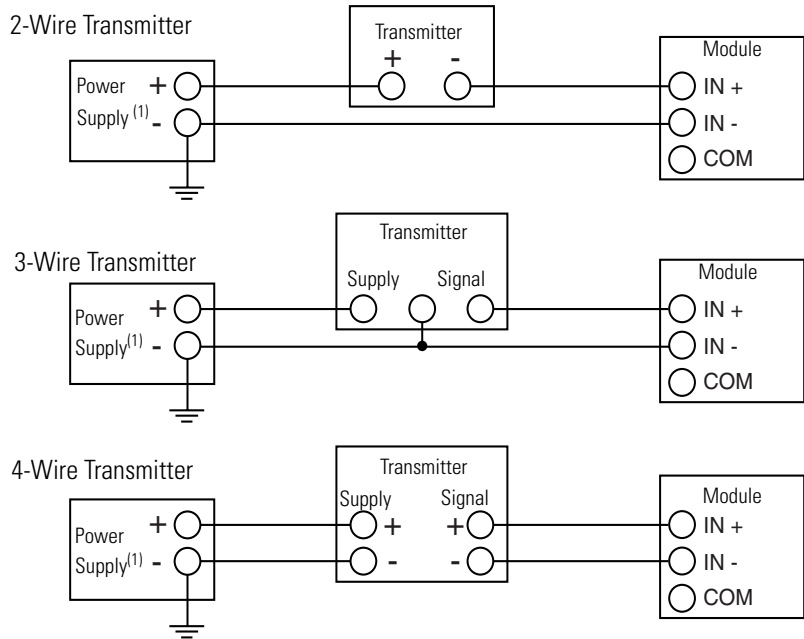 2-Wire Transmitter
Transmitter
+ -
Module
Power
Supply (1)
+
-
IN +
IN -
COM
3-Wire Transmitter
Transmitter
Supply Signal
Module
Power
Supply(1)
+
-
IN +
IN -
COM
4-Wire Transmitter
Transmitter
Supply Signal
Module
Power
Supply(1)
+
-
+ +
- -
IN +
IN -
COM